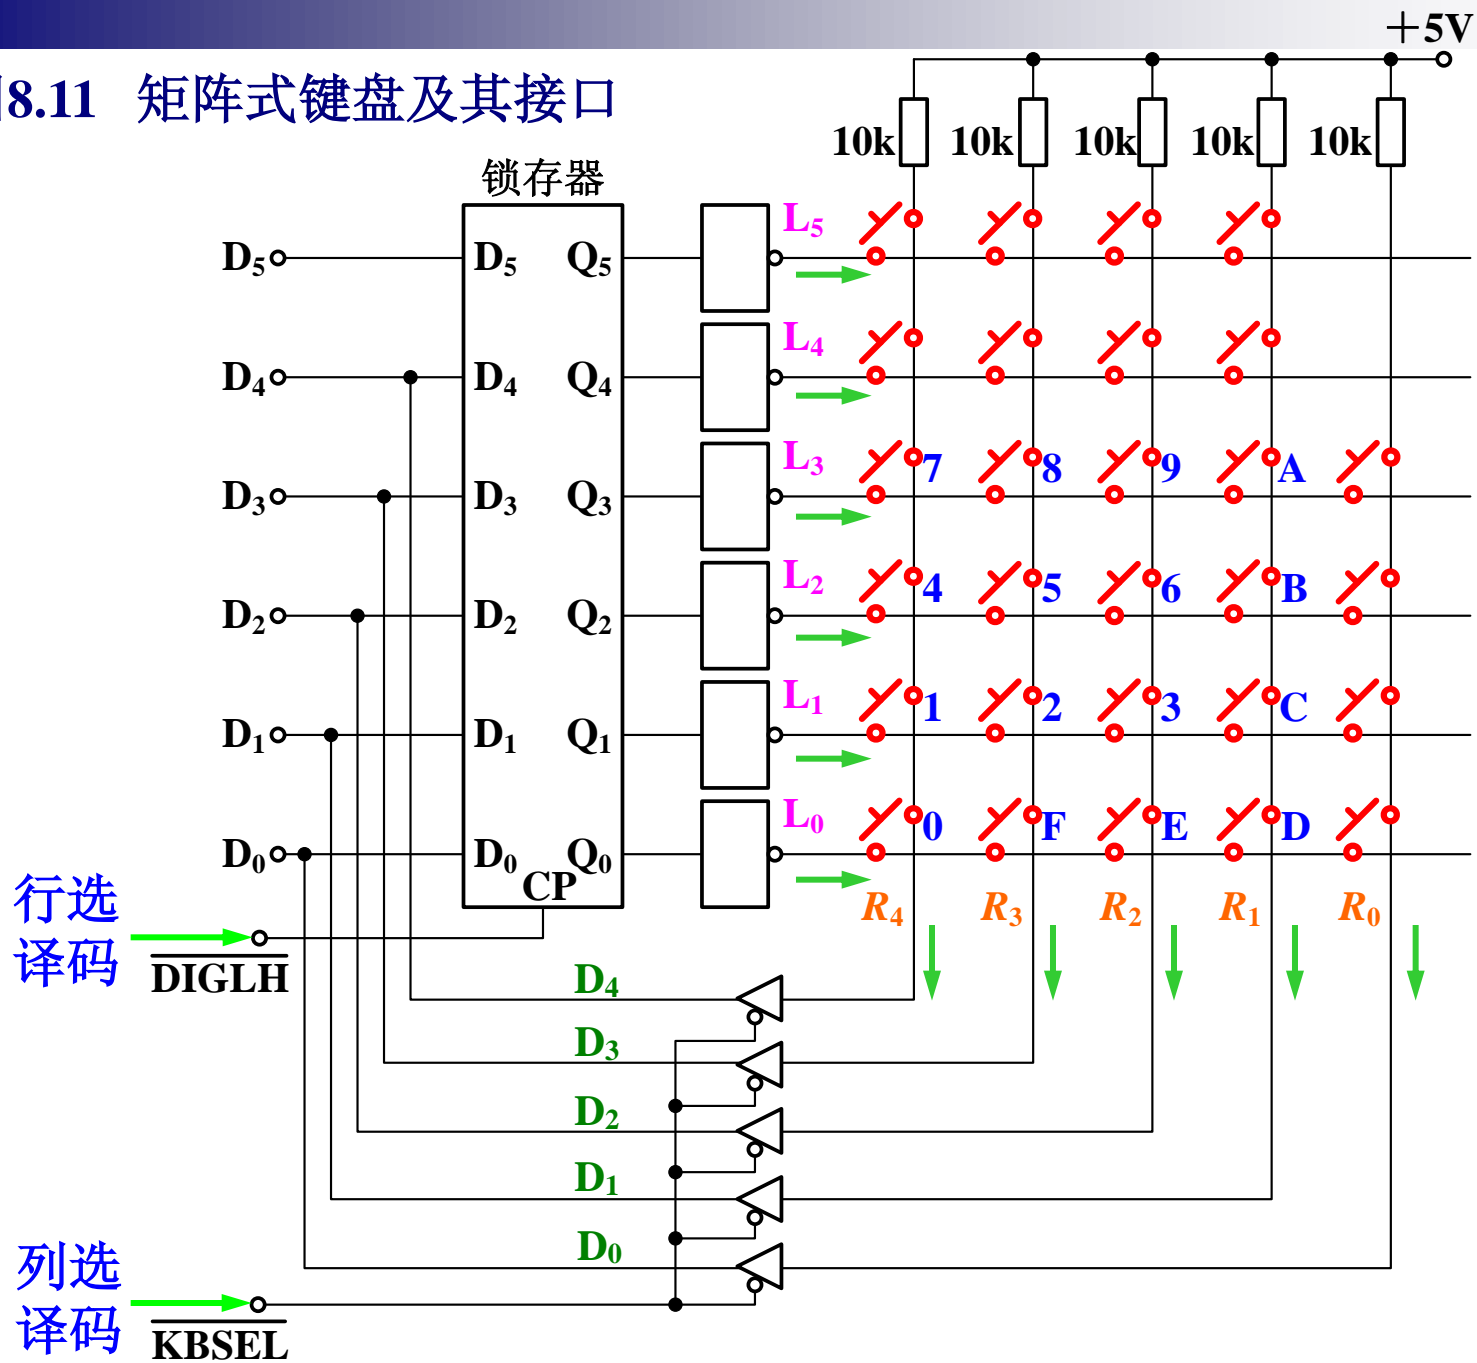 +5V
8.11 矩阵式键盘及其接口
10k 10k 10k 10k 10k
锁存器
L5
D5 D5 Q5
L4
D4 D4 Q4
L3 7 8 9 A
D3 D3 Q3
L2 4 5 6 B
D2 D2 Q2
L1 1 2 3 C
D1 D1 Q1
L0 0 F E D
D0 D0 Q0
CP
R4 R3 R2 R1 R0
行选
译码
DIGLH
D4
D3
D2
D1
D0
列选
译码
KBSEL